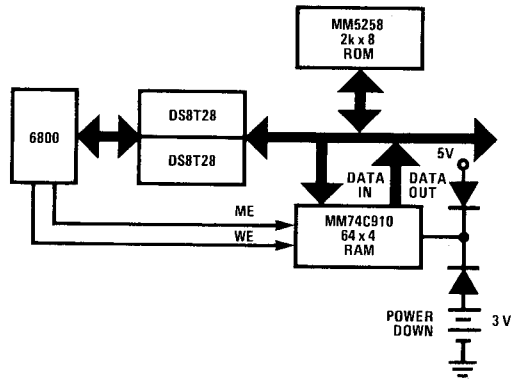 MM5258
2k x 8
ROM
DS8T28
6800
DS8T28
5V
DATA
IN
DATA
OUT
ME
WE
MM74C910
64 x 4
RAM
POWER
DOWN
3 V